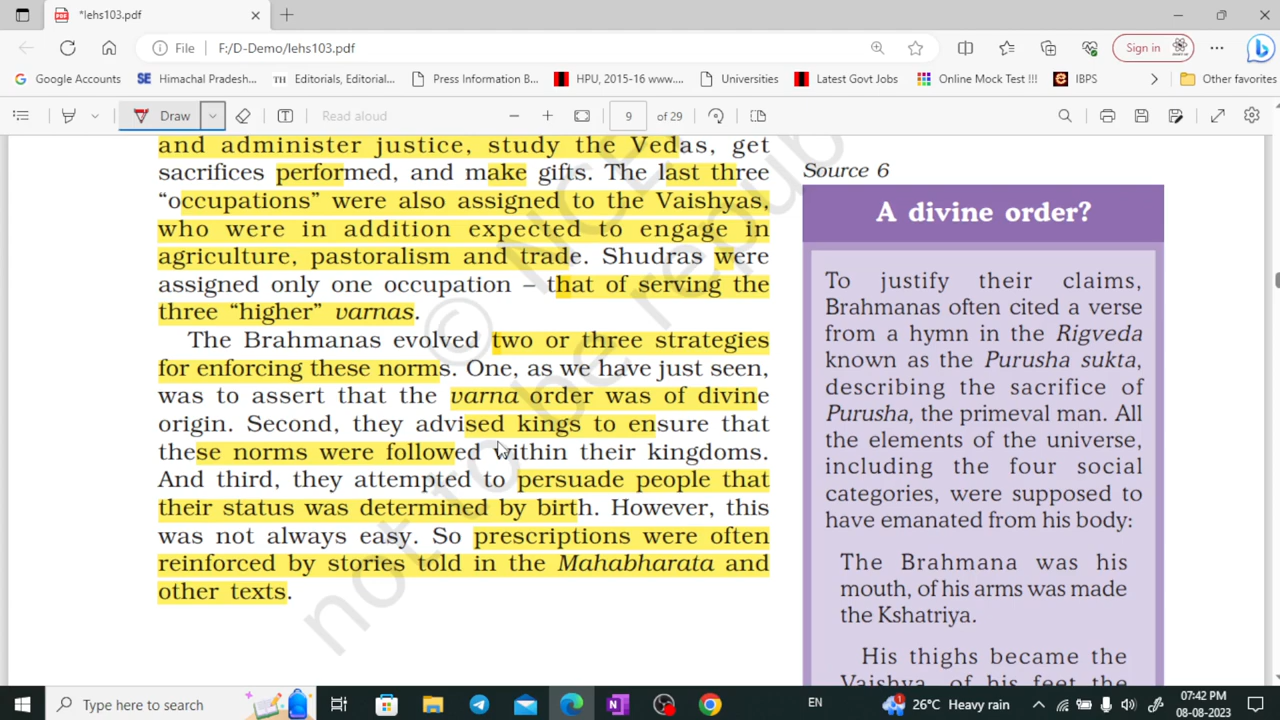 *lehs103.pdf
File
F:/D-Demo/lehs103.pdf
Sign in
Google Accounts
SE Himachal Pradesh...
TH Editorials, Editorial...
Press Information B...
HPU, 2015-16 www....
Universities
Latest Govt Jobs
Online Mock Test !!!
IBPS
Other favorites
Draw
Read aloud
9 of 29
and administer justice, study the Vedas, get
sacrifices performed, and make gifts. The last three
“occupations” were also assigned to the Vaishyas,
who were in addition expected to engage in
agriculture, pastoralism and trade. Shudras were
assigned only one occupation – that of serving the
three “higher” varnas.
The Brahmanas evolved two or three strategies
for enforcing these norms. One, as we have just seen,
was to assert that the varna order was of divine
origin. Second, they advised kings to ensure that
these norms were followed within their kingdoms.
And third, they attempted to persuade people that
their status was determined by birth. However, this
was not always easy. So prescriptions were often
reinforced by stories told in the Mahabharata and
other texts.
Source 6
A divine order?
To justify their claims,
Brahmanas often cited a verse
from a hymn in the Rigveda
known as the Purusha sukta,
describing the sacrifice of
Purusha, the primeval man. All
the elements of the universe,
including the four social
categories, were supposed to
have emanated from his body:
The Brahmana was his
mouth, of his arms was made
the Kshatriya.
His thighs became the
Vaishya, of his feet the
© NCE
not to be repub
Type here to search
26°C Heavy rain
EN
07:42 PM
08-08-2023